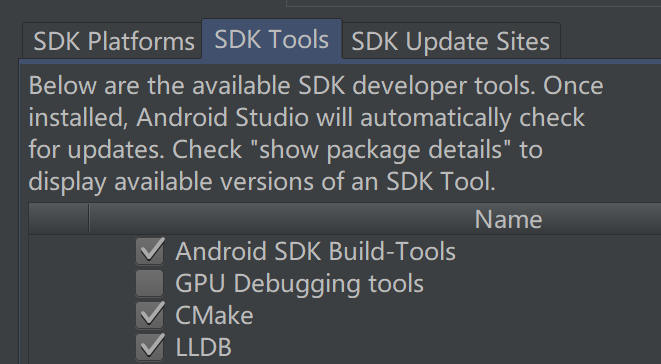 SDK Platforms SDK Tools SDK Update Sites
Below are the available SDK developer tools. Once
installed, Android Studio will automatically check
for updates. Check "show package details" to
display available versions of an SDK Tool.
Name
Android SDK Build-Tools
GPU Debugging tools
CMake
LLDB